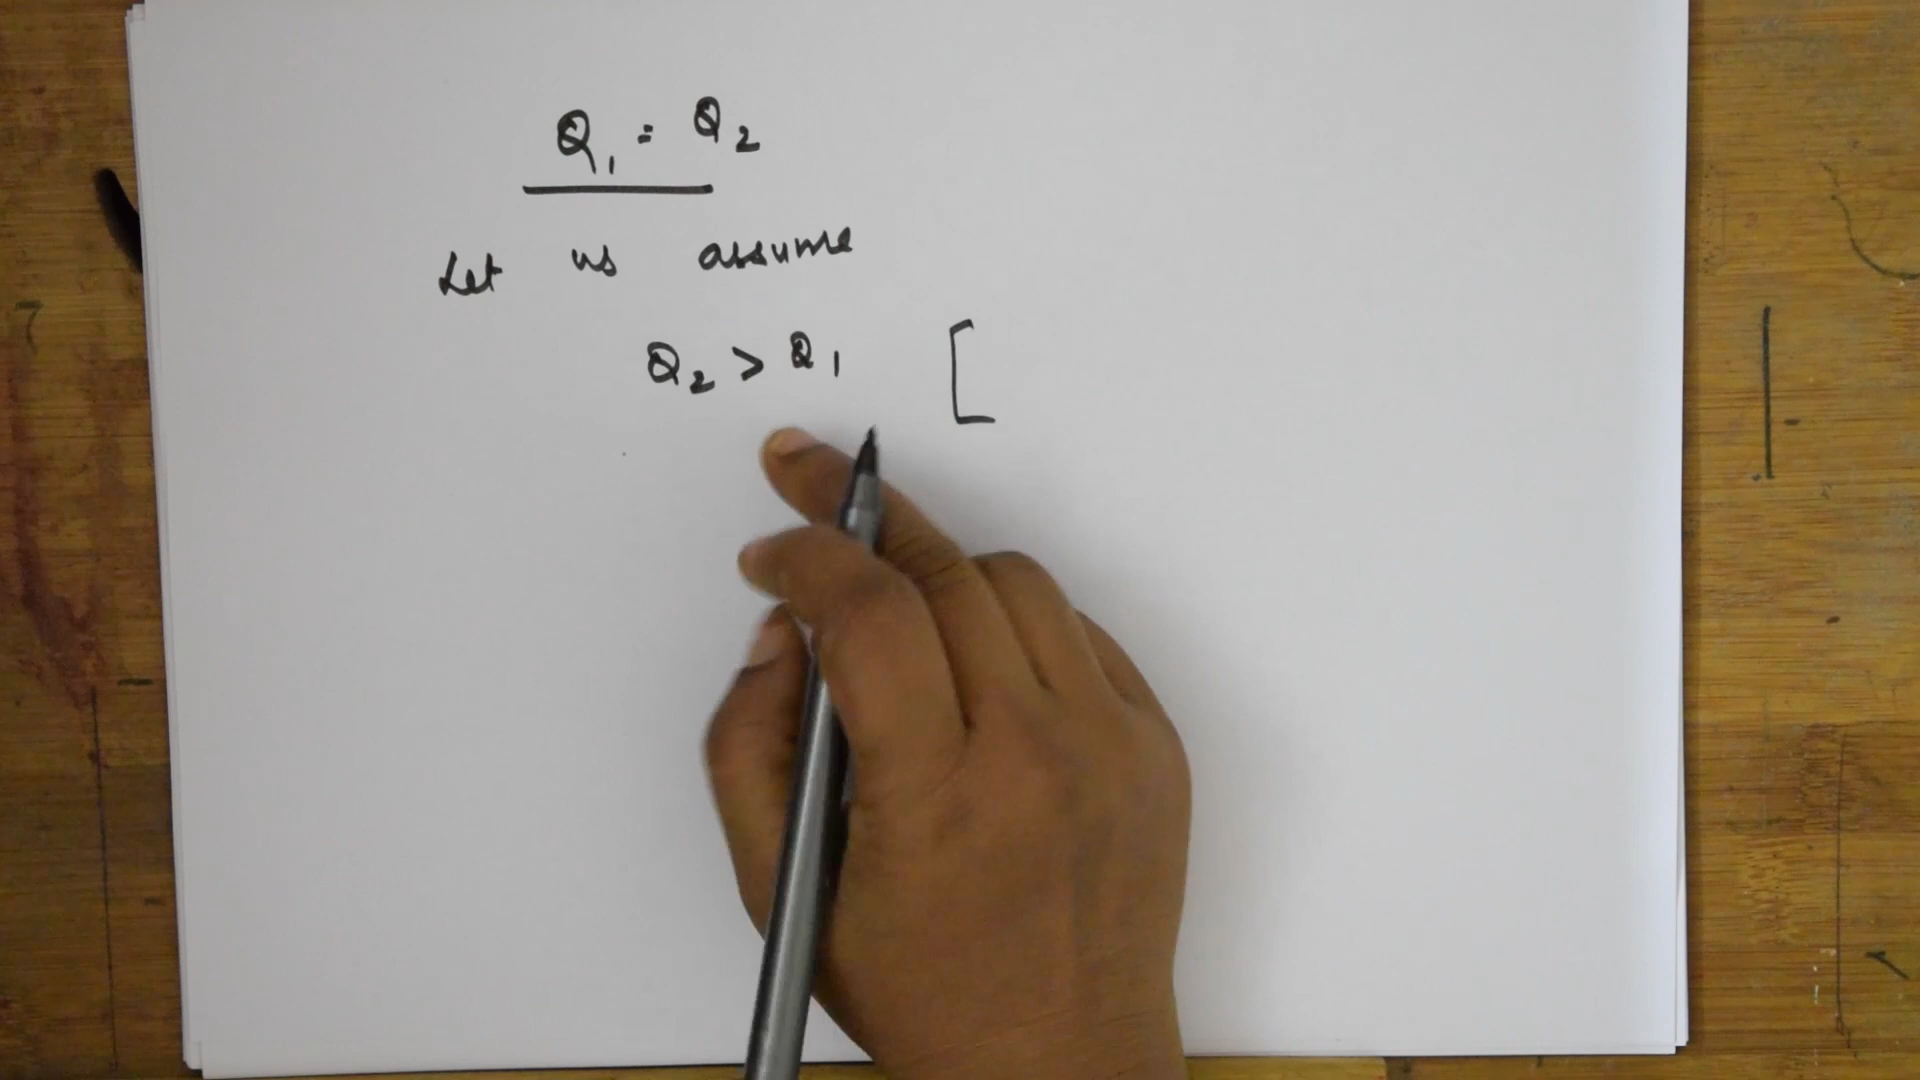 Q₁ = Q₂
Let us assume
Q₂ > Q₁ [